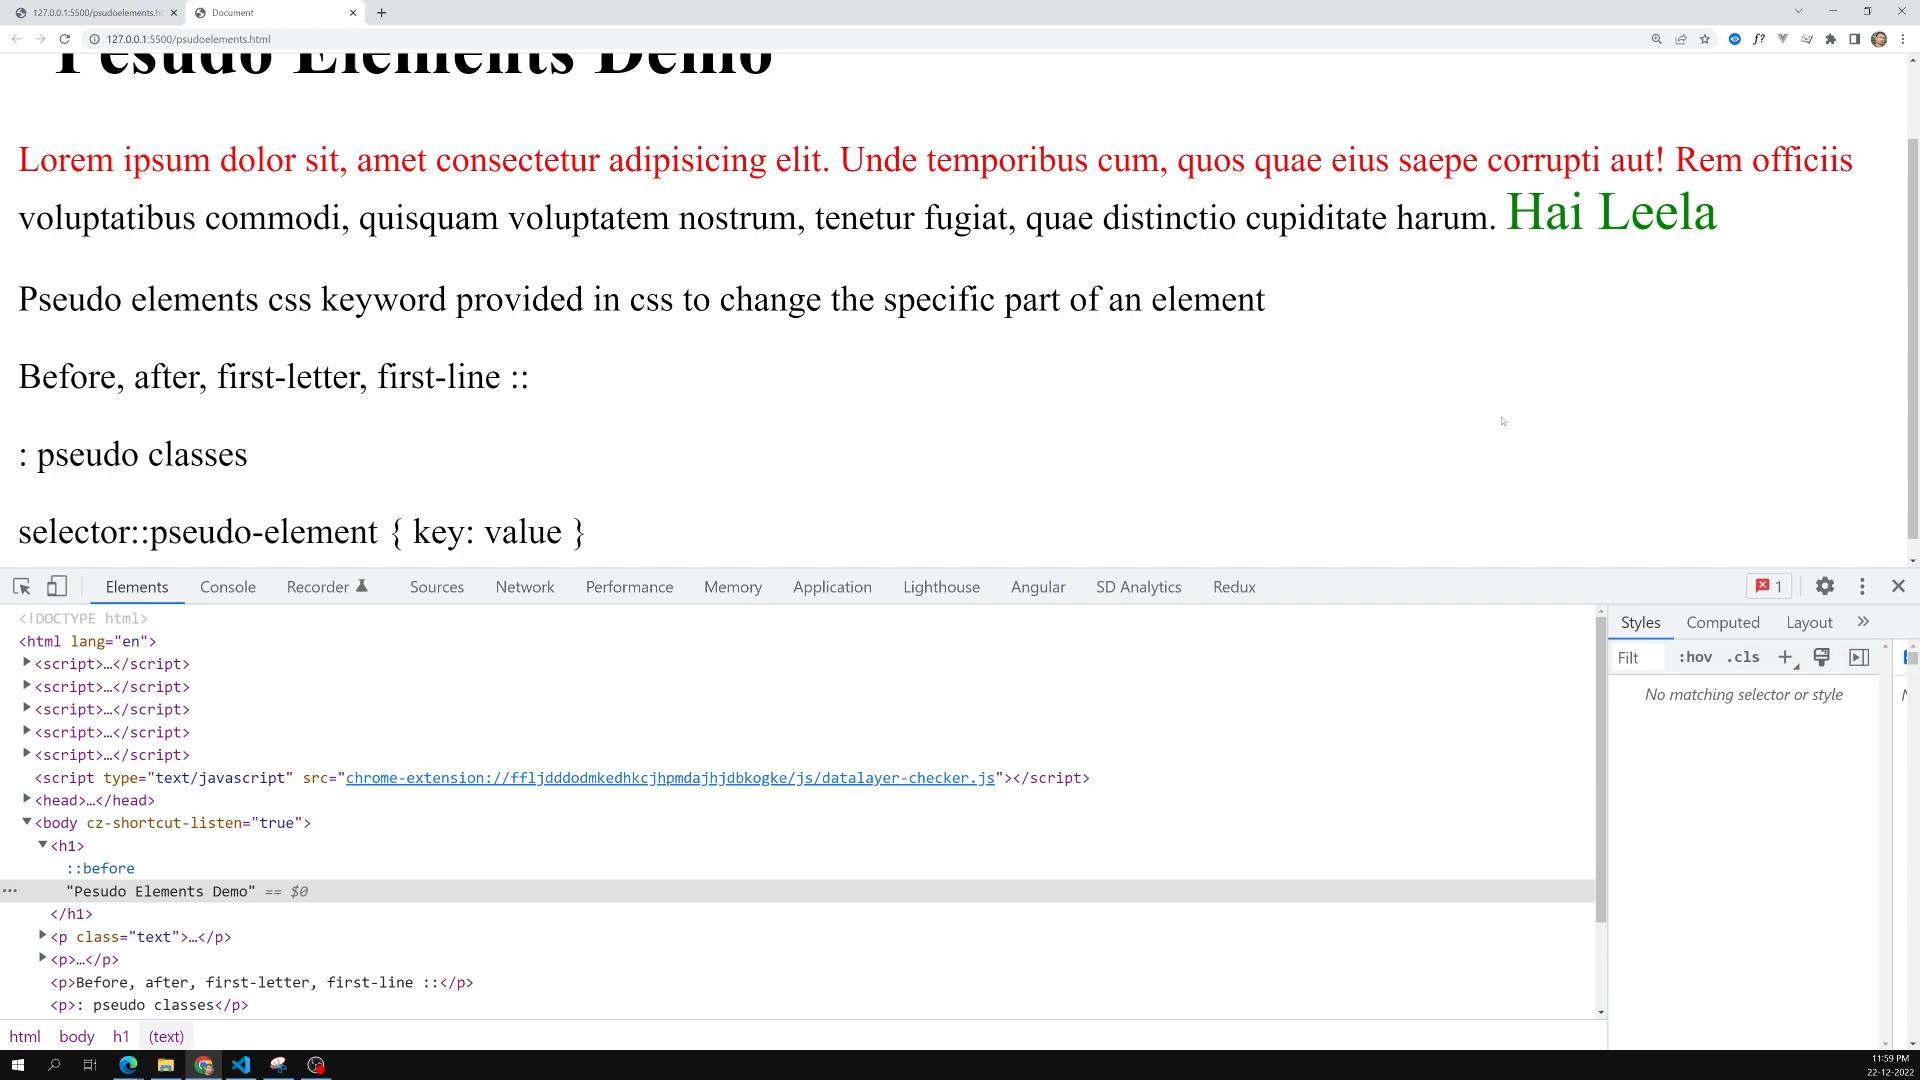 127.0.0.1:5500/psudoelements.h
Document
127.0.0.1:5500/psudoelements.html
f?
Pesudo Elements Demo
Lorem ipsum dolor sit, amet consectetur adipisicing elit. Unde temporibus cum, quos quae eius saepe corrupti aut! Rem officiis
voluptatibus commodi, quisquam voluptatem nostrum, tenetur fugiat, quae distinctio cupiditate harum. Hai Leela
Pseudo elements css keyword provided in css to change the specific part of an element
Before, after, first-letter, first-line ::
: pseudo classes
selector::pseudo-element { key: value }
Elements Console Recorder Sources Network Performance Memory Application Lighthouse Angular SD Analytics Redux 1
<!DOCTYPE html>
<html lang="en">
<script>…</script>
<script>…</script>
<script>…</script>
<script>…</script>
<script>…</script>
<script type="text/javascript" src="chrome-extension://ffljdddodmkedhkcjhpmdajhjdbkogke/js/datalayer-checker.js"></script>
<head>…</head>
<body cz-shortcut-listen="true">
<h1>
::before
"Pesudo Elements Demo" == $0
</h1>
<p class="text">…</p>
<p>…</p>
<p>Before, after, first-letter, first-line ::</p>
<p>: pseudo classes</p>
Styles Computed Layout »
Filt :hov .cls
No matching selector or style
html body h1 (text)
11:59 PM
22-12-2022